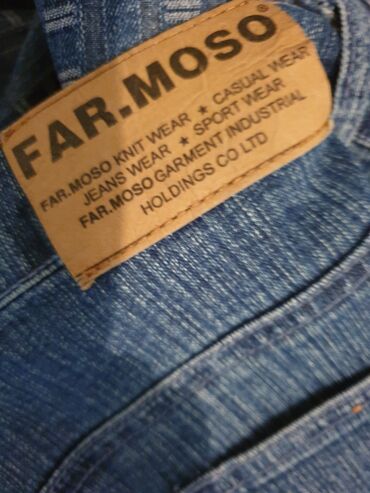 FAR.MOSO®
FAR.MOSO KNIT WEAR ★ CASUAL WEAR
JEANS WEAR ★ SPORT WEAR
FAR.MOSO GARMENT INDUSTRIAL
HOLDINGS CO LTD